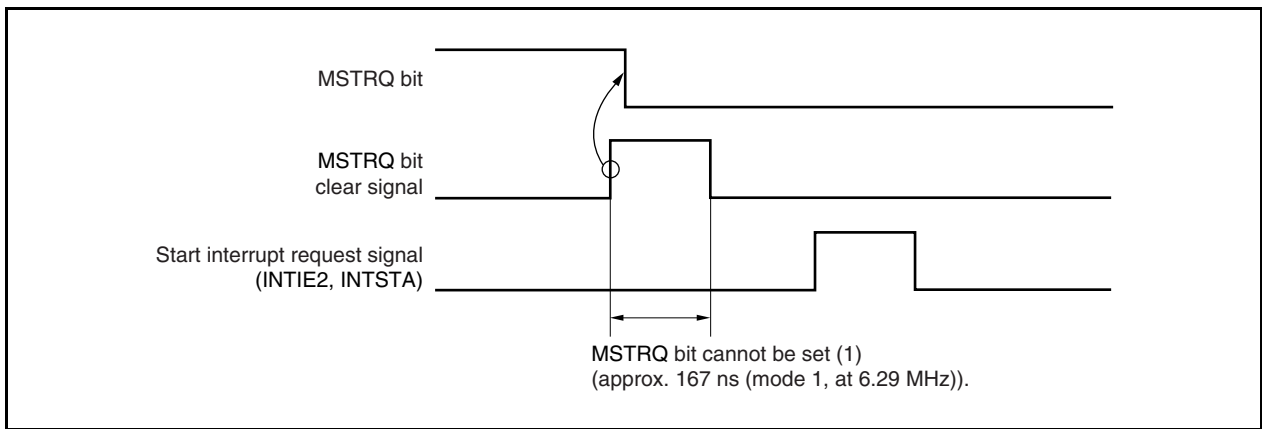 MSTRQ bit
MSTRQ bit
clear signal
Start interrupt request signal
(INTIE2, INTSTA)
MSTRQ bit cannot be set (1)
(approx. 167 ns (mode 1, at 6.29 MHz)).